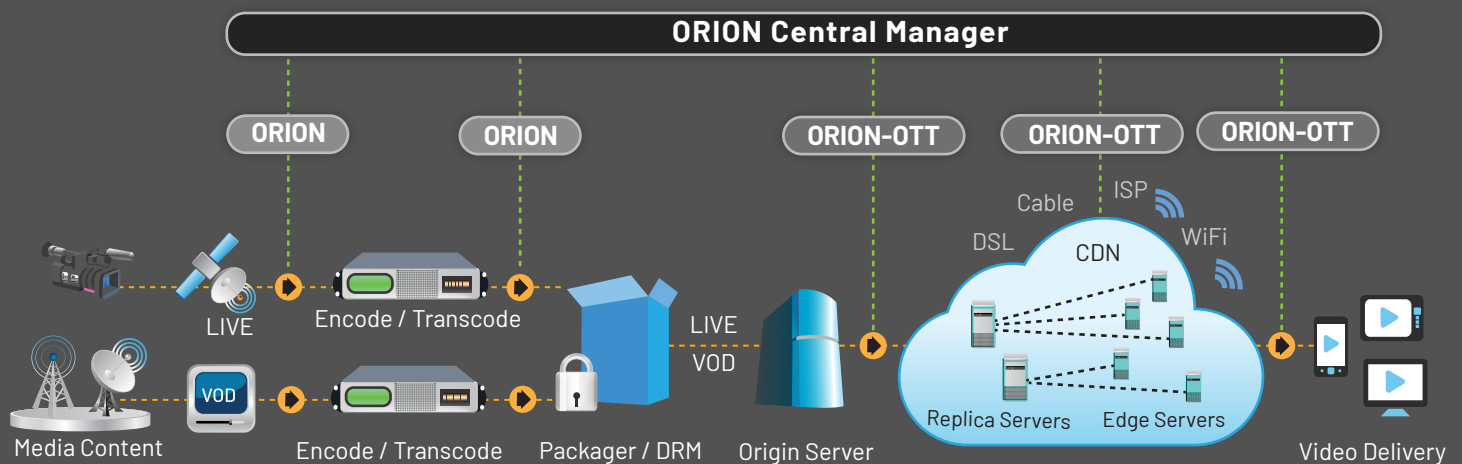 ORION Central Manager
ORION
ORION
ORION-OTT
ORION-OTT
ORION-OTT
ISP
Cable
WiFi
DSL
CDN
LIVE
Encode / Transcode
LIVE
VOD
VOD
Replica Servers
Edge Servers
Media Content
Encode / Transcode
Packager / DRM
Origin Server
Video Delivery